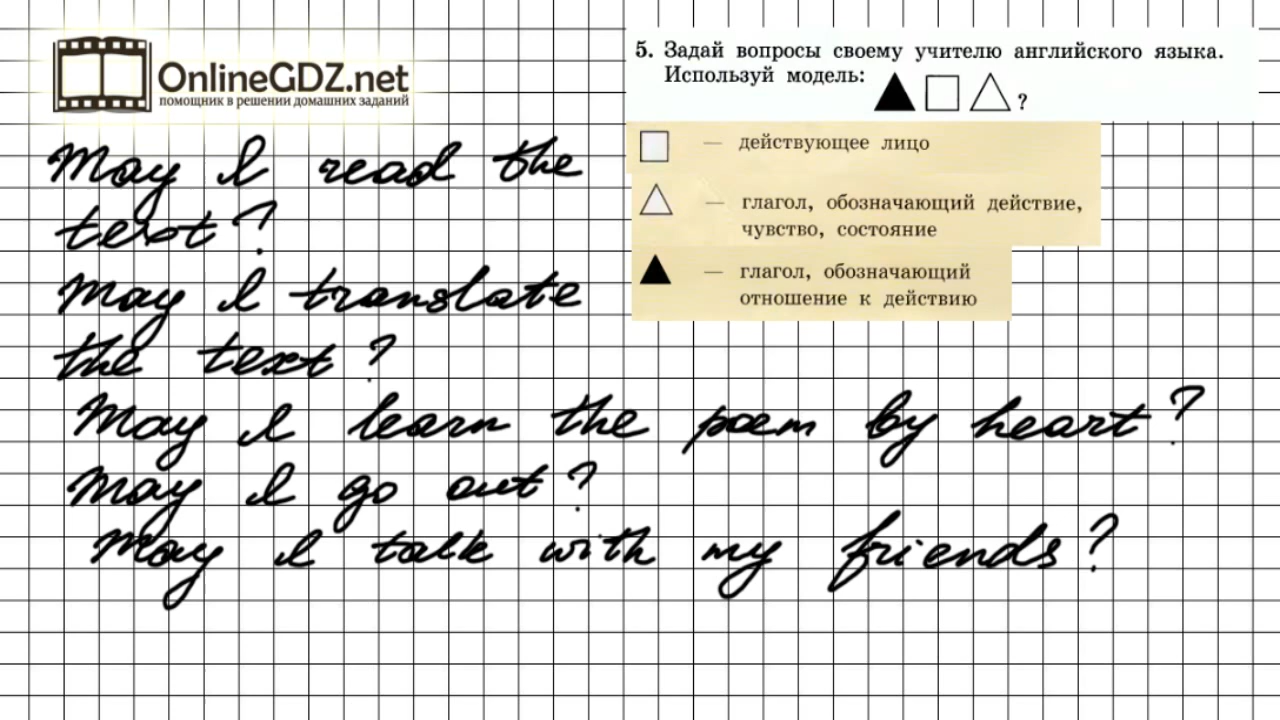 OnlineGDZ.net
помощник в решении домашних заданий
5. Задай вопросы своему учителю английского языка.
Используй модель:
?
— действующее лицо
— глагол, обозначающий действие,
чувство, состояние
— глагол, обозначающий
отношение к действию
May I read the
text?
May I translate
the text?
May I learn the poem by heart?
May I go out?
May I talk with my friends?